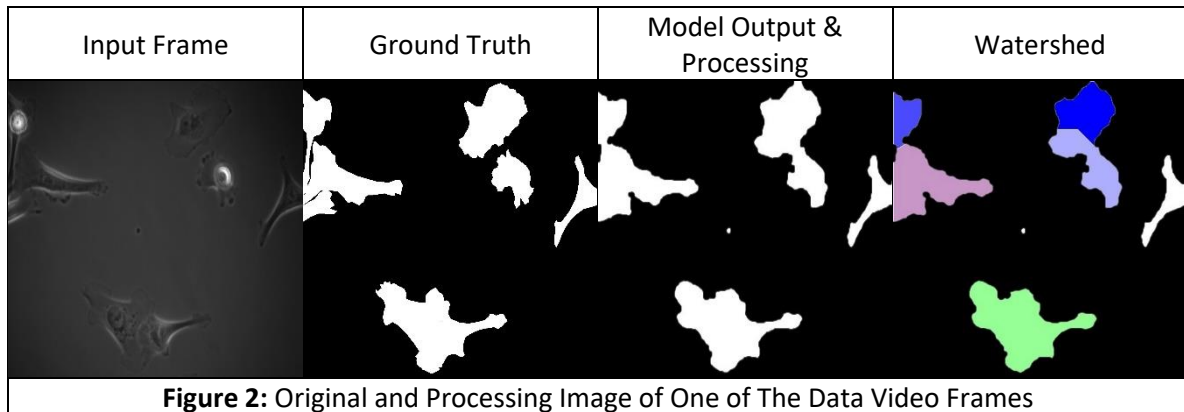 Input Frame
Ground Truth
Model Output &
Processing
Watershed
Figure 2: Original and Processing Image of One of The Data Video Frames